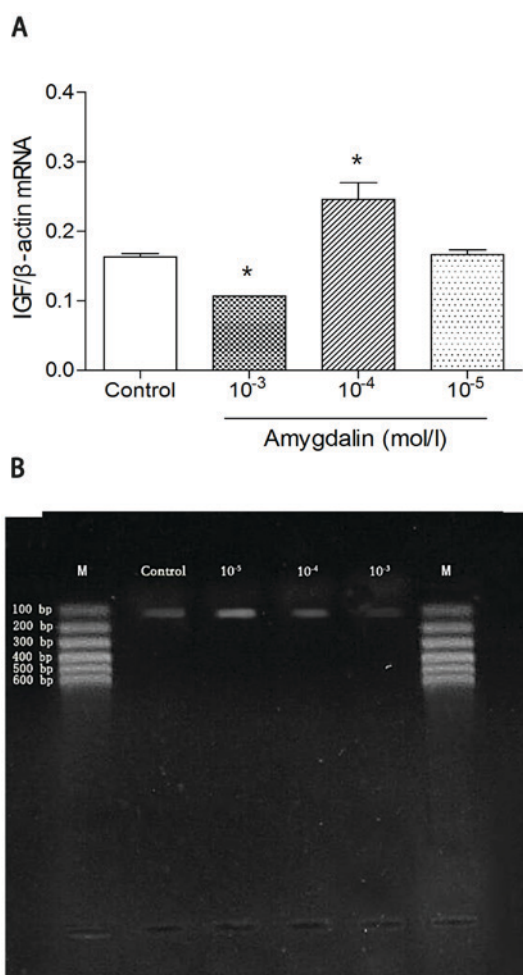 A
0.4
0.3
0.2
0.1
0.0
IGF/β-actin mRNA
*
*
Control 10⁻³ 10⁻⁴ 10⁻⁵
Amygdalin (mol/l)
B
M Control 10⁻⁵ 10⁻⁴ 10⁻³ M
100 bp
200 bp
300 bp
400 bp
500 bp
600 bp